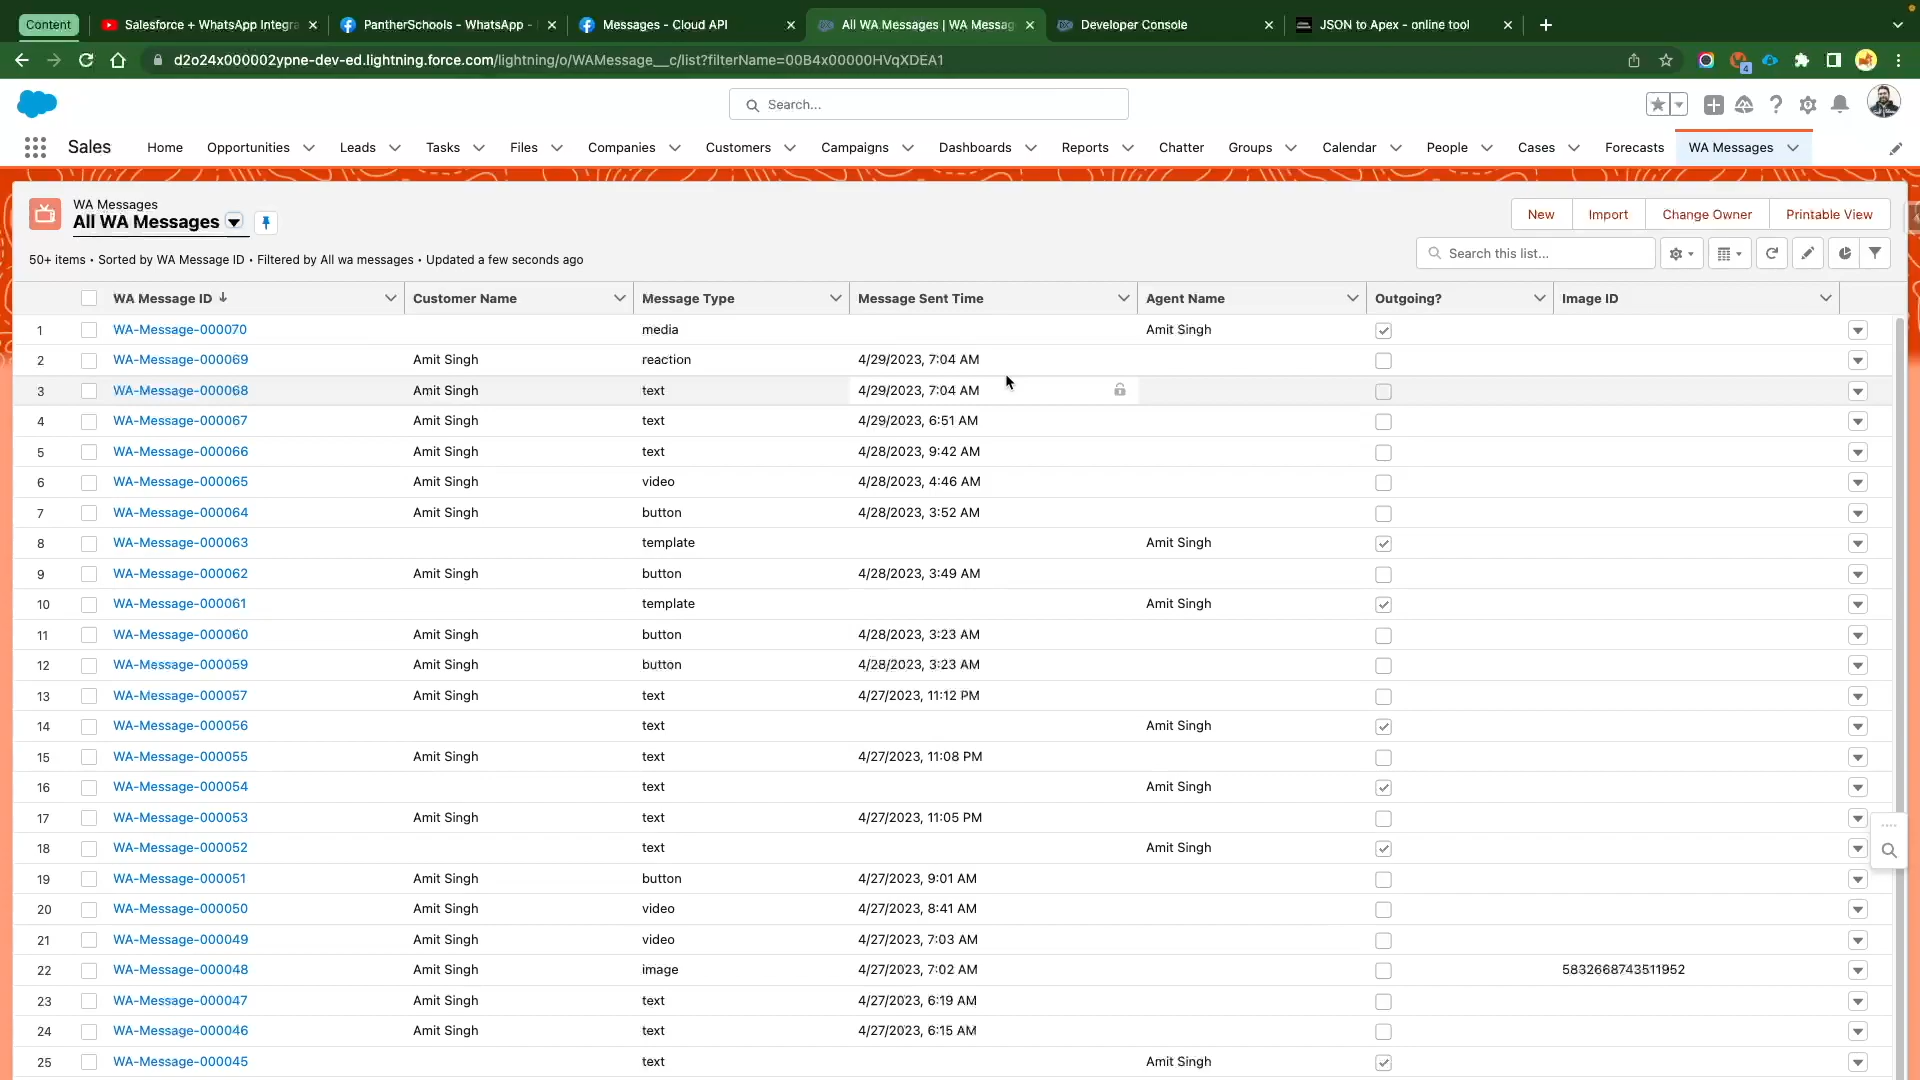 Content
Salesforce + WhatsApp Integra
PantherSchools - WhatsApp -
Messages - Cloud API
All WA Messages | WA Messag
Developer Console
JSON to Apex - online tool
d2o24x000002ypne-dev-ed.lightning.force.com/lightning/o/WAMessage__c/list?filterName=00B4x00000HVqXDEA1
4
Search...
Sales
Home Opportunities Leads Tasks Files Companies Customers Campaigns Dashboards Reports Chatter Groups Calendar People Cases Forecasts WA Messages
WA Messages
All WA Messages
New Import Change Owner Printable View
50+ items • Sorted by WA Message ID • Filtered by All wa messages • Updated a few seconds ago
Search this list...
WA Message ID Customer Name Message Type Message Sent Time Agent Name Outgoing? Image ID
1 WA-Message-000070 media Amit Singh
2 WA-Message-000069 Amit Singh reaction 4/29/2023, 7:04 AM
3 WA-Message-000068 Amit Singh text 4/29/2023, 7:04 AM
4 WA-Message-000067 Amit Singh text 4/29/2023, 6:51 AM
5 WA-Message-000066 Amit Singh text 4/28/2023, 9:42 AM
6 WA-Message-000065 Amit Singh video 4/28/2023, 4:46 AM
7 WA-Message-000064 Amit Singh button 4/28/2023, 3:52 AM
8 WA-Message-000063 template Amit Singh
9 WA-Message-000062 Amit Singh button 4/28/2023, 3:49 AM
10 WA-Message-000061 template Amit Singh
11 WA-Message-000060 Amit Singh button 4/28/2023, 3:23 AM
12 WA-Message-000059 Amit Singh button 4/28/2023, 3:23 AM
13 WA-Message-000057 Amit Singh text 4/27/2023, 11:12 PM
14 WA-Message-000056 text Amit Singh
15 WA-Message-000055 Amit Singh text 4/27/2023, 11:08 PM
16 WA-Message-000054 text Amit Singh
17 WA-Message-000053 Amit Singh text 4/27/2023, 11:05 PM
18 WA-Message-000052 text Amit Singh
19 WA-Message-000051 Amit Singh button 4/27/2023, 9:01 AM
20 WA-Message-000050 Amit Singh video 4/27/2023, 8:41 AM
21 WA-Message-000049 Amit Singh video 4/27/2023, 7:03 AM
22 WA-Message-000048 Amit Singh image 4/27/2023, 7:02 AM 5832668743511952
23 WA-Message-000047 Amit Singh text 4/27/2023, 6:19 AM
24 WA-Message-000046 Amit Singh text 4/27/2023, 6:15 AM
25 WA-Message-000045 text Amit Singh